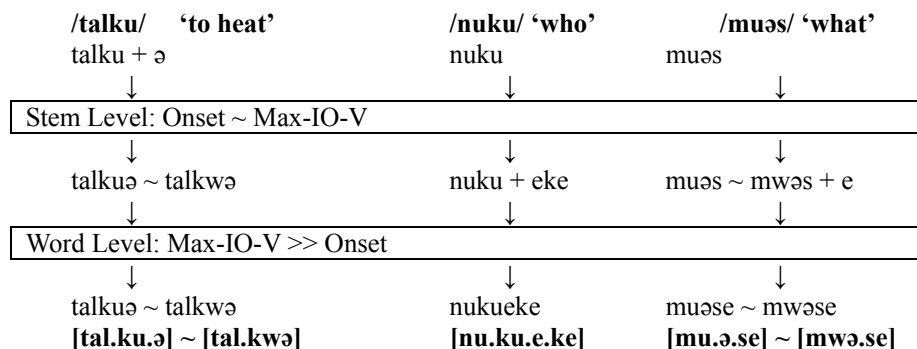 /talku/ ‘to heat’ /nuku/ ‘who’ /muəs/ ‘what’
talku + ə nuku muəs
↓ ↓ ↓
Stem Level: Onset ~ Max-IO-V
↓ ↓ ↓
talkuə ~ talkwə nuku + eke muəs ~ mwəs + e
↓ ↓ ↓
Word Level: Max-IO-V >> Onset
↓ ↓ ↓
talkuə ~ talkwə nukueke muəse ~ mwəse
[tal.ku.ə] ~ [tal.kwə] [nu.ku.e.ke] [mu.ə.se] ~ [mwə.se]